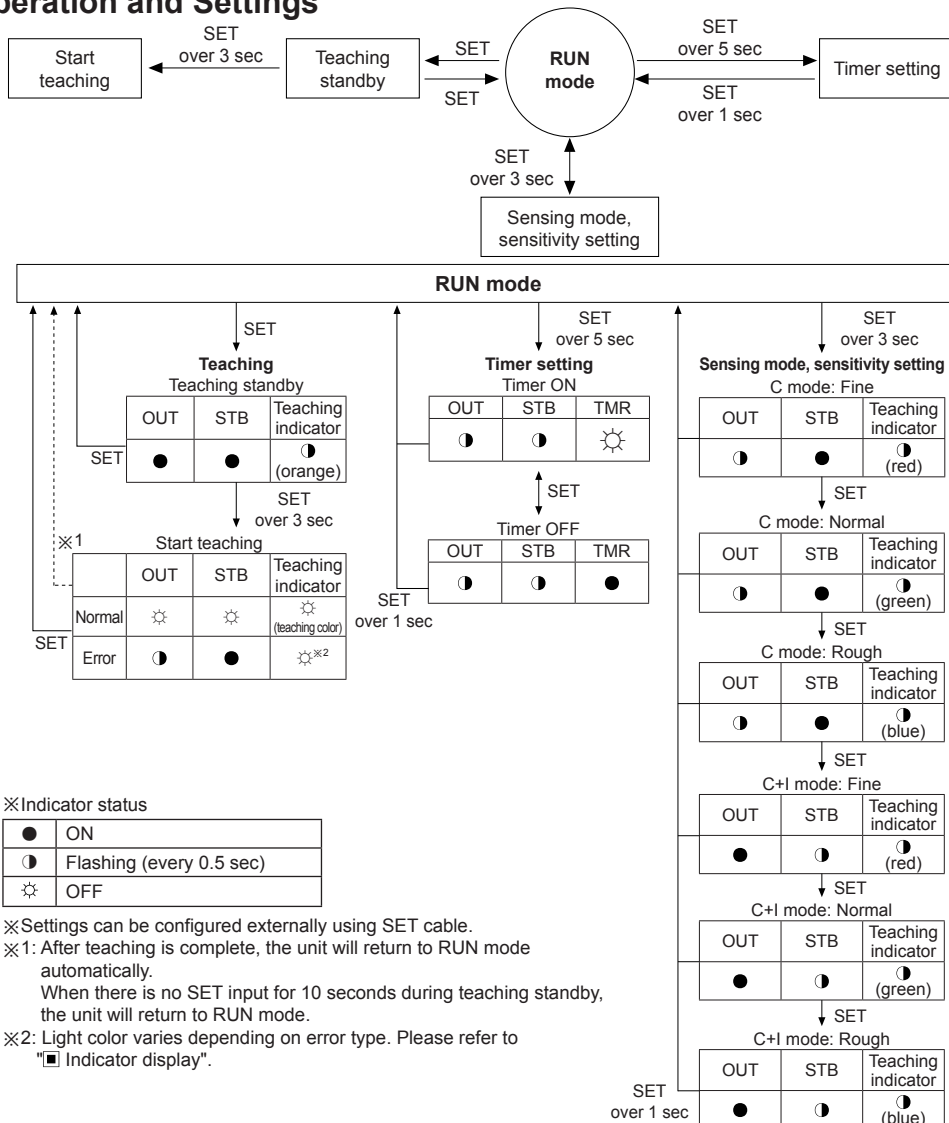 peration and Settings
Start
teaching
SET
over 3 sec
Teaching
standby
SET
SET
RUN
mode
SET
over 5 sec
SET
over 1 sec
Timer setting
SET
over 3 sec
Sensing mode,
sensitivity setting
RUN mode
SET
Teaching
Teaching standby
OUT STB Teaching indicator
● ● ◑ (orange)
SET
SET
over 3 sec
※1
Start teaching
OUT STB Teaching indicator
Normal ☼ ☼ ☼ (teaching color)
Error ◑ ● ☼※2
SET
SET
over 5 sec
Timer setting
Timer ON
OUT STB TMR
◑ ◑ ☼
SET
Timer OFF
OUT STB TMR
◑ ◑ ●
SET
over 1 sec
SET
over 3 sec
Sensing mode, sensitivity setting
C mode: Fine
OUT STB Teaching indicator
◑ ● ◑ (red)
SET
C mode: Normal
OUT STB Teaching indicator
◑ ● ◑ (green)
SET
C mode: Rough
OUT STB Teaching indicator
◑ ● ◑ (blue)
SET
C+I mode: Fine
OUT STB Teaching indicator
● ◑ ◑ (red)
SET
C+I mode: Normal
OUT STB Teaching indicator
● ◑ ◑ (green)
SET
C+I mode: Rough
OUT STB Teaching indicator
● ◑ ◑ (blue)
SET
over 1 sec
※Indicator status
● ON
◑ Flashing (every 0.5 sec)
☼ OFF
※Settings can be configured externally using SET cable.
※1: After teaching is complete, the unit will return to RUN mode
automatically.
When there is no SET input for 10 seconds during teaching standby,
the unit will return to RUN mode.
※2: Light color varies depending on error type. Please refer to
"▣ Indicator display".